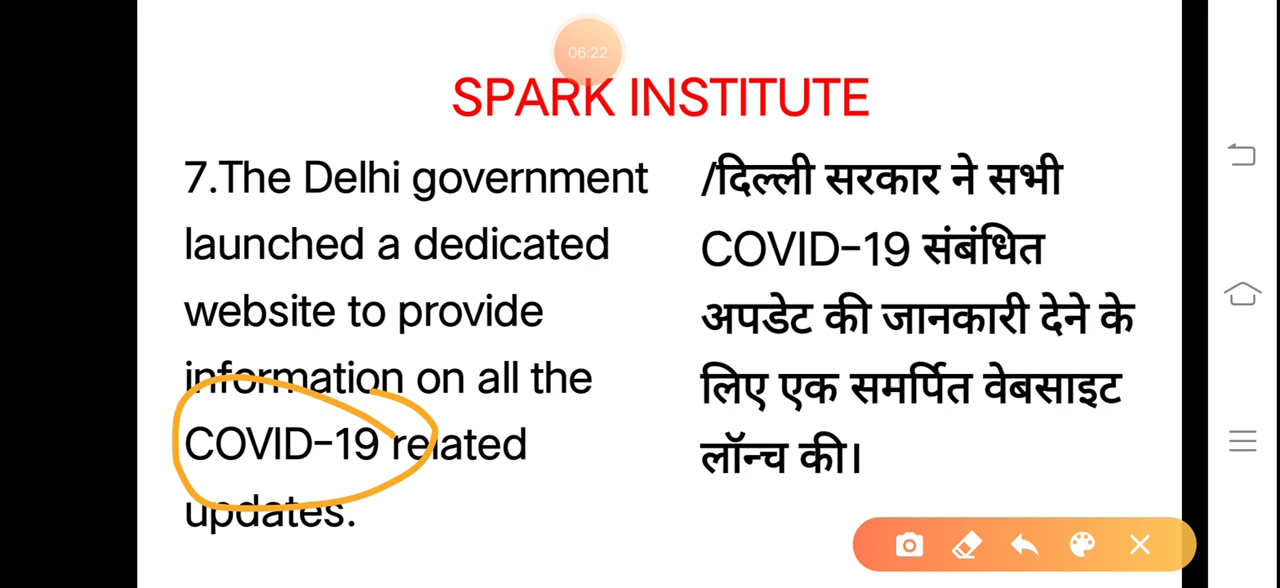 06:22
SPARK INSTITUTE
7.The Delhi government
launched a dedicated
website to provide
information on all the
COVID-19 related
updates.
/दिल्ली सरकार ने सभी
COVID-19 संबंधित
अपडेट की जानकारी देने के
लिए एक समर्पित वेबसाइट
लॉन्च की।